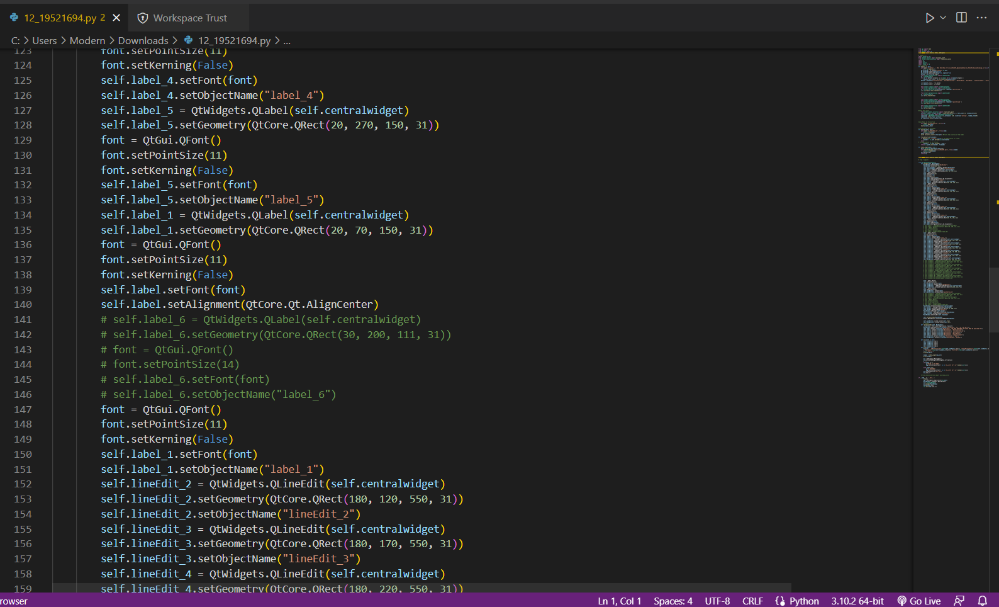 12_19521694.py 2
Workspace Trust
C: > Users > Modern > Downloads > 12_19521694.py > ...
123 font.setPointSize(11)
124 font.setKerning(False)
125 self.label_4.setFont(font)
126 self.label_4.setObjectName("label_4")
127 self.label_5 = QtWidgets.QLabel(self.centralwidget)
128 self.label_5.setGeometry(QtCore.QRect(20, 270, 150, 31))
129 font = QtGui.QFont()
130 font.setPointSize(11)
131 font.setKerning(False)
132 self.label_5.setFont(font)
133 self.label_5.setObjectName("label_5")
134 self.label_1 = QtWidgets.QLabel(self.centralwidget)
135 self.label_1.setGeometry(QtCore.QRect(20, 70, 150, 31))
136 font = QtGui.QFont()
137 font.setPointSize(11)
138 font.setKerning(False)
139 self.label.setFont(font)
140 self.label.setAlignment(QtCore.Qt.AlignCenter)
141 # self.label_6 = QtWidgets.QLabel(self.centralwidget)
142 # self.label_6.setGeometry(QtCore.QRect(30, 200, 111, 31))
143 # font = QtGui.QFont()
144 # font.setPointSize(14)
145 # self.label_6.setFont(font)
146 # self.label_6.setObjectName("label_6")
147 font = QtGui.QFont()
148 font.setPointSize(11)
149 font.setKerning(False)
150 self.label_1.setFont(font)
151 self.label_1.setObjectName("label_1")
152 self.lineEdit_2 = QtWidgets.QLineEdit(self.centralwidget)
153 self.lineEdit_2.setGeometry(QtCore.QRect(180, 120, 550, 31))
154 self.lineEdit_2.setObjectName("lineEdit_2")
155 self.lineEdit_3 = QtWidgets.QLineEdit(self.centralwidget)
156 self.lineEdit_3.setGeometry(QtCore.QRect(180, 170, 550, 31))
157 self.lineEdit_3.setObjectName("lineEdit_3")
158 self.lineEdit_4 = QtWidgets.QLineEdit(self.centralwidget)
159 self.lineEdit_4.setGeometry(QtCore.QRect(180, 220, 550, 31))
rowser Ln 1, Col 1 Spaces: 4 UTF-8 CRLF Python 3.10.2 64-bit Go Live